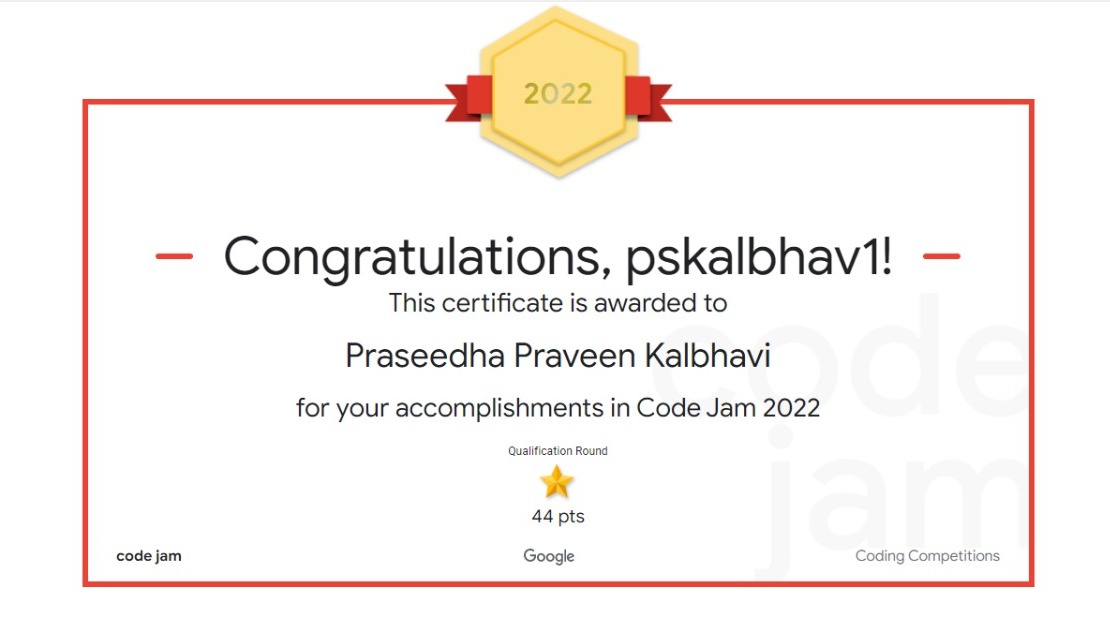 2022
Congratulations, pskalbhav1!
This certificate is awarded to
Praseedha Praveen Kalbhavi
for your accomplishments in Code Jam 2022
Qualification Round
44 pts
code
jam
code jam
Google
Coding Competitions